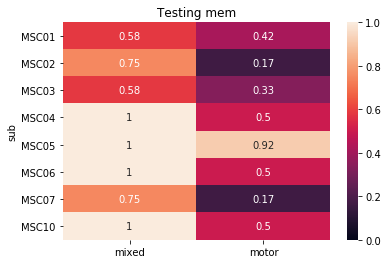 Testing mem
sub
MSC01 0.58 0.42
MSC02 0.75 0.17
MSC03 0.58 0.33
MSC04 1 0.5
MSC05 1 0.92
MSC06 1 0.5
MSC07 0.75 0.17
MSC10 1 0.5
mixed motor
1.0
0.8
0.6
0.4
0.2
0.0